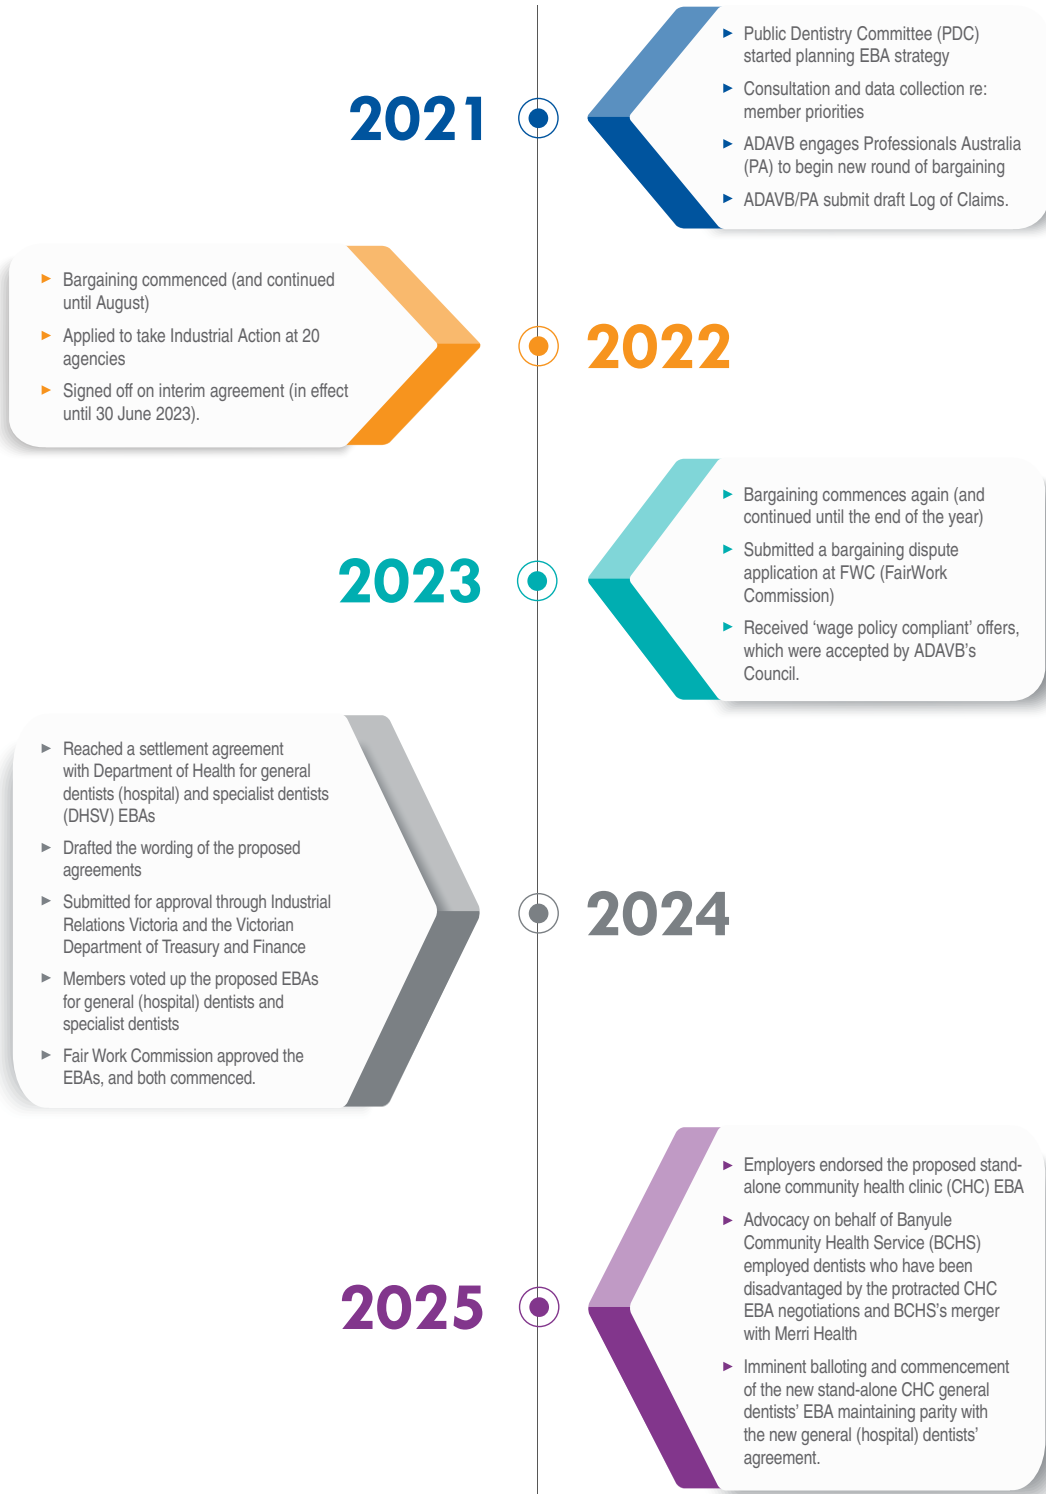 2021
► Public Dentistry Committee (PDC)
started planning EBA strategy
► Consultation and data collection re:
member priorities
► ADAVB engages Professionals Australia
(PA) to begin new round of bargaining
► ADAVB/PA submit draft Log of Claims.
2022
► Bargaining commenced (and continued
until August)
► Applied to take Industrial Action at 20
agencies
► Signed off on interim agreement (in effect
until 30 June 2023).
2023
► Bargaining commences again (and
continued until the end of the year)
► Submitted a bargaining dispute
application at FWC (FairWork
Commission)
► Received ‘wage policy compliant’ offers,
which were accepted by ADAVB’s
Council.
2024
► Reached a settlement agreement
with Department of Health for general
dentists (hospital) and specialist dentists
(DHSV) EBAs
► Drafted the wording of the proposed
agreements
► Submitted for approval through Industrial
Relations Victoria and the Victorian
Department of Treasury and Finance
► Members voted up the proposed EBAs
for general (hospital) dentists and
specialist dentists
► Fair Work Commission approved the
EBAs, and both commenced.
2025
► Employers endorsed the proposed stand-
alone community health clinic (CHC) EBA
► Advocacy on behalf of Banyule
Community Health Service (BCHS)
employed dentists who have been
disadvantaged by the protracted CHC
EBA negotiations and BCHS’s merger
with Merri Health
► Imminent balloting and commencement
of the new stand-alone CHC general
dentists’ EBA maintaining parity with
the new general (hospital) dentists’
agreement.